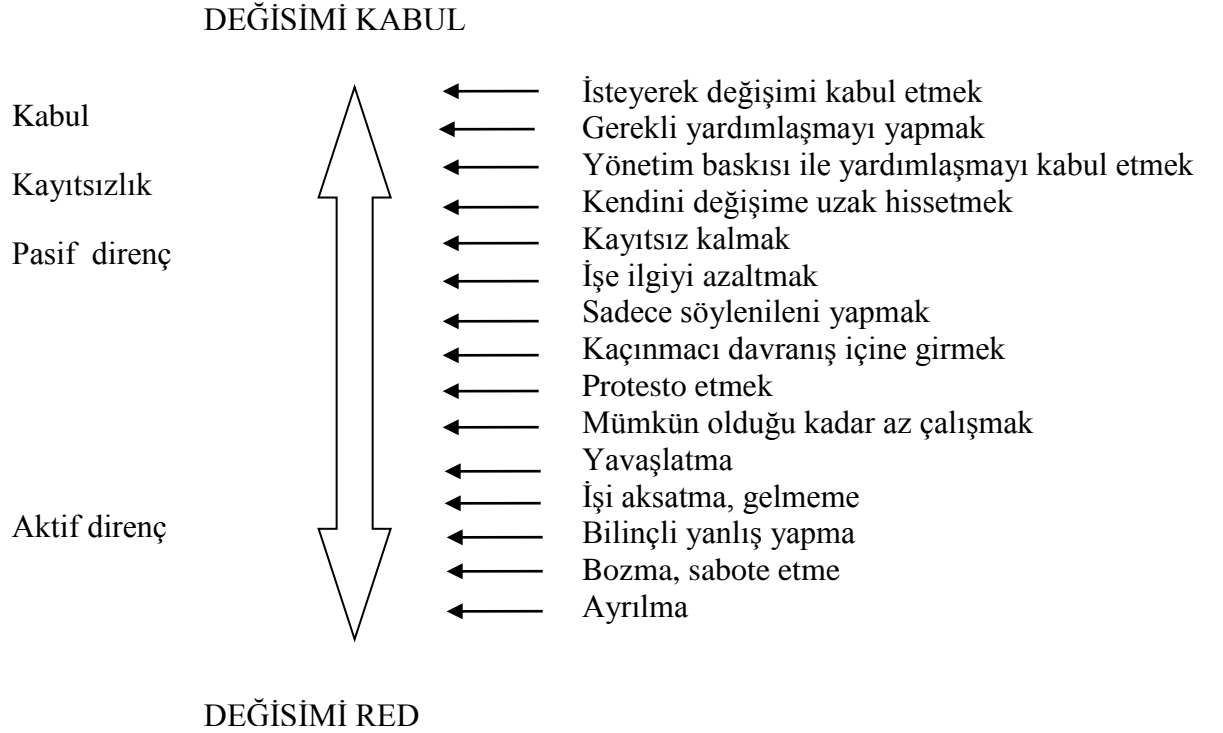 DEĞİSİMİ KABUL
Kabul
Kayıtsızlık
Pasif direnç
Aktif direnç
İsteyerek değişimi kabul etmek
Gerekli yardımlaşmayı yapmak
Yönetim baskısı ile yardımlaşmayı kabul etmek
Kendini değişime uzak hissetmek
Kayıtsız kalmak
İşe ilgiyi azaltmak
Sadece söylenileni yapmak
Kaçınmacı davranış içine girmek
Protesto etmek
Mümkün olduğu kadar az çalışmak
Yavaşlatma
İşi aksatma, gelmeme
Bilinçli yanlış yapma
Bozma, sabote etme
Ayrılma
DEĞİSİMİ RED